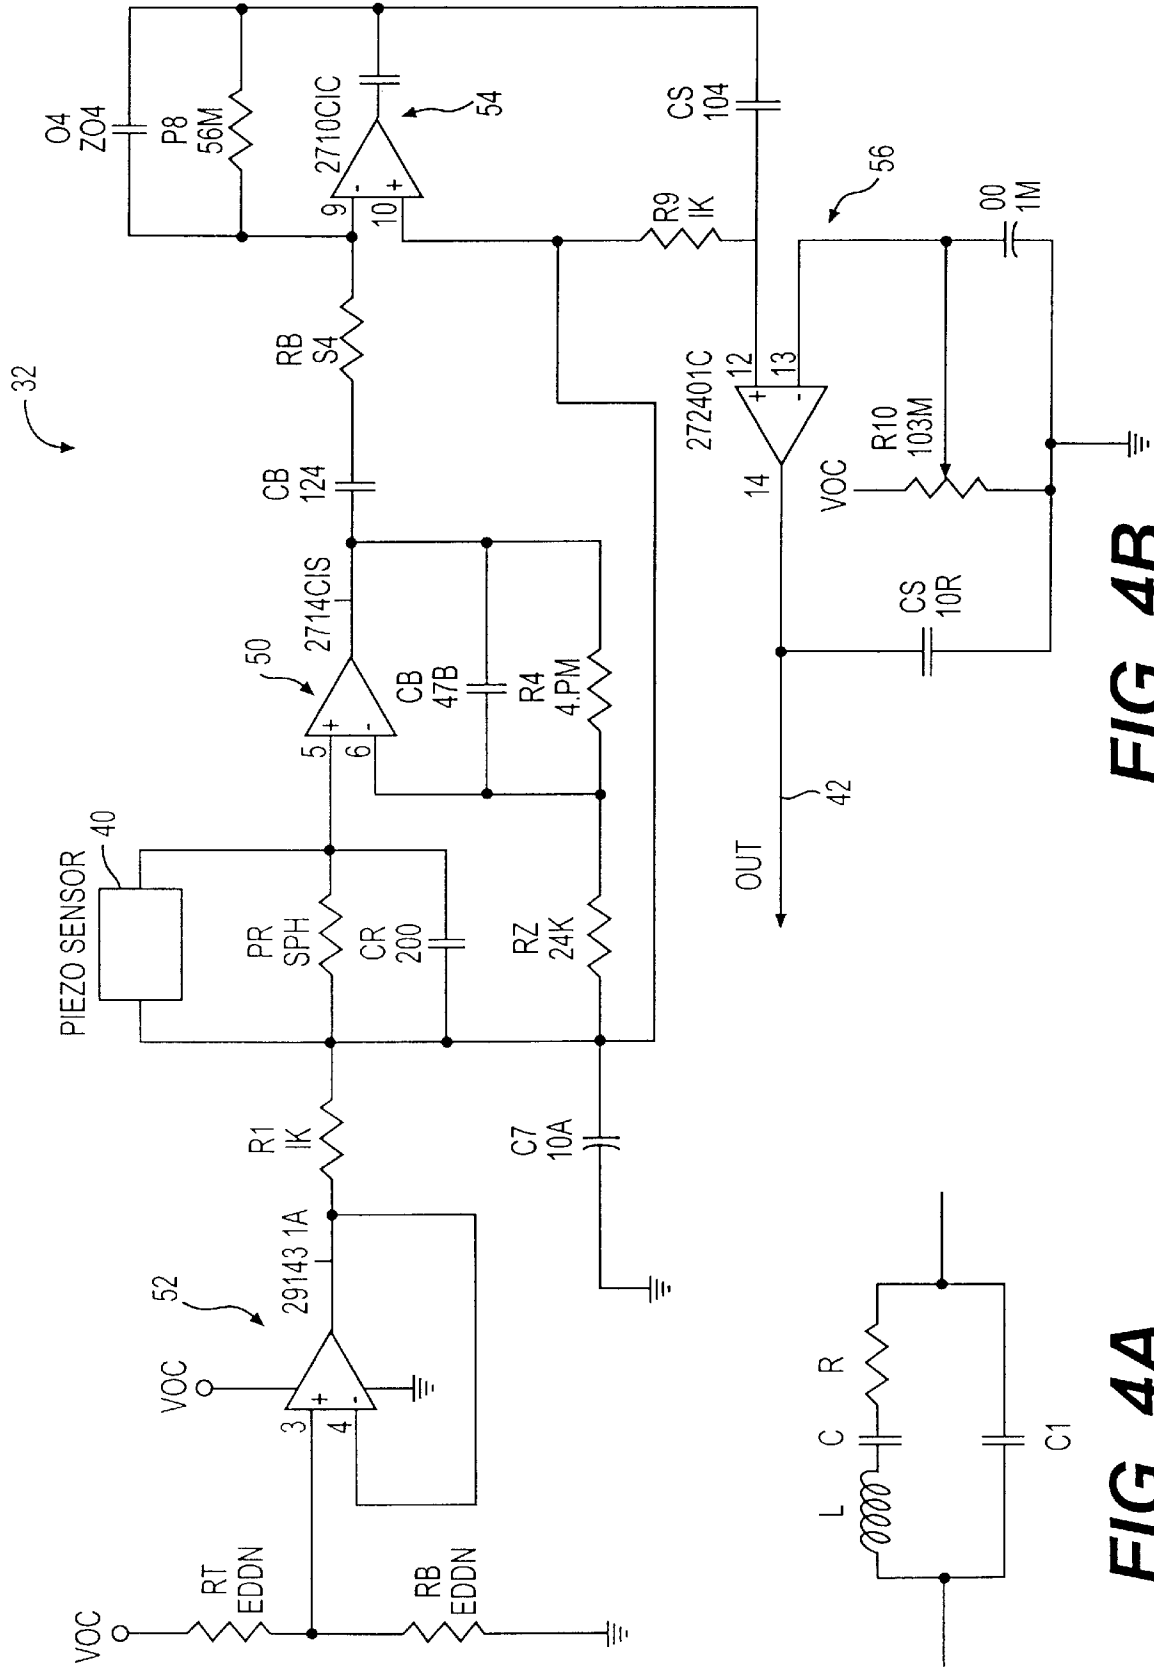 32
O4
ZO4
P8
56M
2710CIC
9
-
10
+
54
RB
S4
CB
124
CS
104
R9
IK
PIEZO SENSOR
40
PR
SPH
CR
200
5
+
6
-
50
2714CIS
CB
47B
R4
4.PM
RZ
24K
C7
10A
R1
IK
29143 1A
52
VOC
3
+
4
-
VOC
RT
EDDN
RB
EDDN
272401C
12
+
13
-
14
56
VOC
R10
103M
00
1M
CS
10R
OUT
42
FIG 4B
L
C
R
C1
FIG 4A